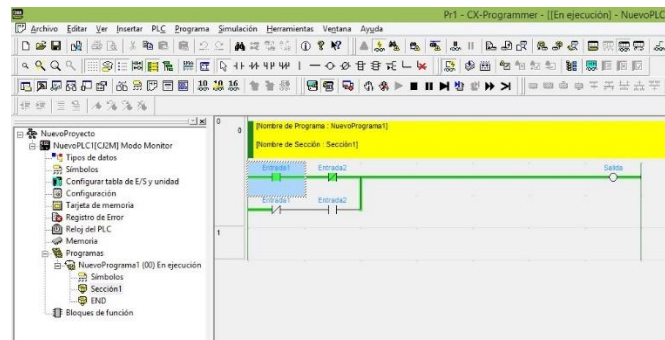 Pr1 - CX-Programmer - [[En ejecución] - NuevoPLC
Archivo Editar Ver Insertar PLC Programa Simulación Herramientas Ventana Ayuda
NuevoProyecto
NuevoPLC1[CJ2M] Modo Monitor
Tipos de datos
Símbolos
Configurar tabla de E/S y unidad
Configuración
Tarjeta de memoria
Registro de Error
Reloj del PLC
Memoria
Programas
NuevoPrograma1 (00) En ejecución
Símbolos
Sección1
END
Bloques de función
0
0
[Nombre de Programa : NuevoPrograma1]
[Nombre de Sección : Sección1]
Entrada1 Entrada2 Salida
Entrada1 Entrada2
1